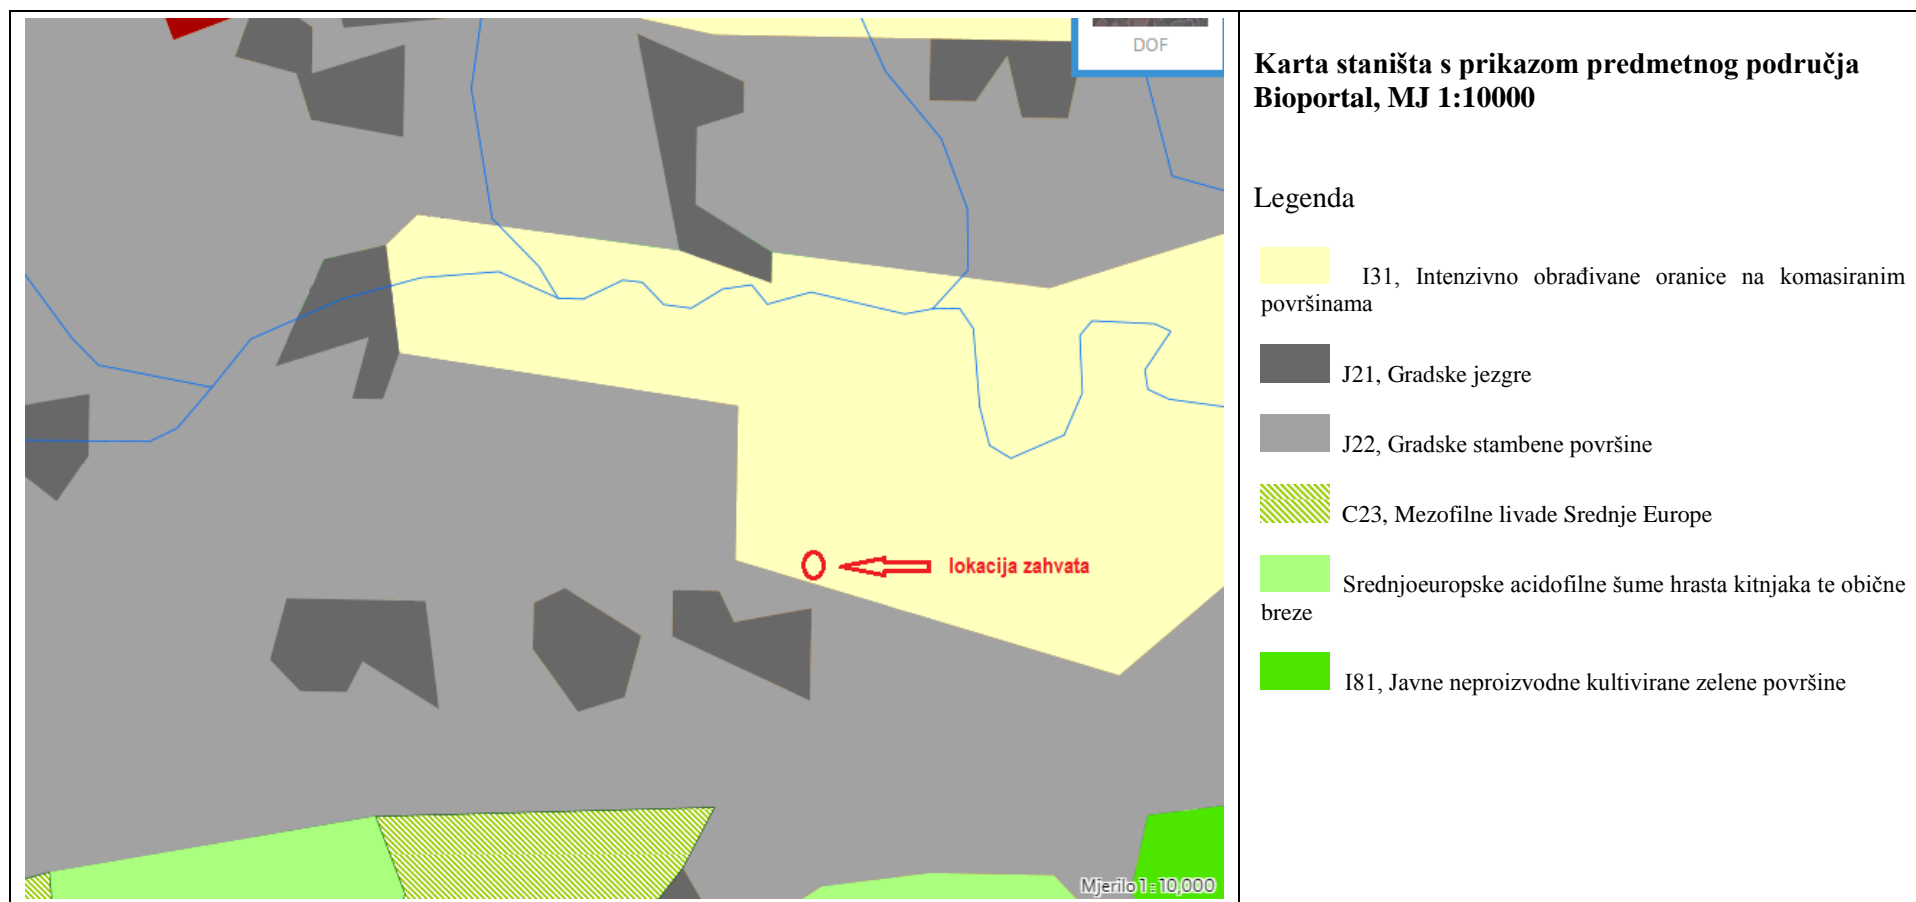 DOF
lokacija zahvata
Mjerilo 1 : 10,000
Karta staništa s prikazom predmetnog područja
Bioportal, MJ 1:10000
Legenda
I31, Intenzivno obrađivane oranice na komasiranim
površinama
J21, Gradske jezgre
J22, Gradske stambene površine
C23, Mezofilne livade Srednje Europe
Srednjoeuropske acidofilne šume hrasta kitnjaka te obične
breze
I81, Javne neproizvodne kultivirane zelene površine